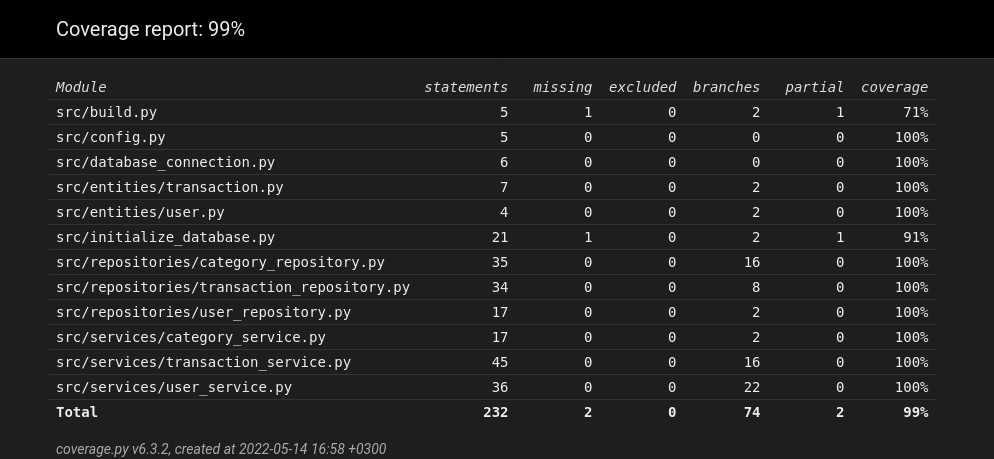 Coverage report: 99%
Module statements missing excluded branches partial coverage
src/build.py 5 1 0 2 1 71%
src/config.py 5 0 0 0 0 100%
src/database_connection.py 6 0 0 0 0 100%
src/entities/transaction.py 7 0 0 2 0 100%
src/entities/user.py 4 0 0 2 0 100%
src/initialize_database.py 21 1 0 2 1 91%
src/repositories/category_repository.py 35 0 0 16 0 100%
src/repositories/transaction_repository.py 34 0 0 8 0 100%
src/repositories/user_repository.py 17 0 0 2 0 100%
src/services/category_service.py 17 0 0 2 0 100%
src/services/transaction_service.py 45 0 0 16 0 100%
src/services/user_service.py 36 0 0 22 0 100%
Total 232 2 0 74 2 99%
coverage.py v6.3.2, created at 2022-05-14 16:58 +0300